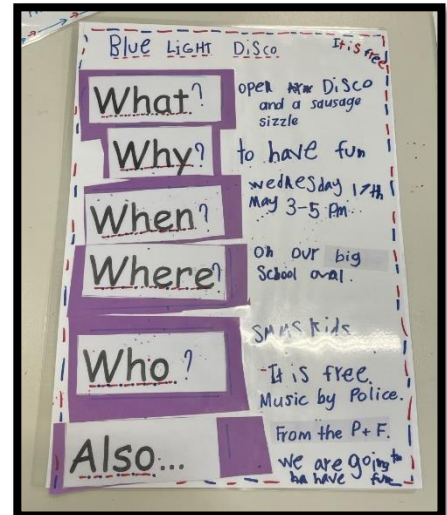 Blue LiGHT DiSCo
It is free
What?
open DiSCo
and a sausage
sizzle
Why?
to have fun
When?
wednesday 17th
May 3-5 Pm.
Where?
on our big
School oval.
Who?
SMMS kids
It is free.
Music by Police.
Also...
From the P+F.
we are going to
ha have fun